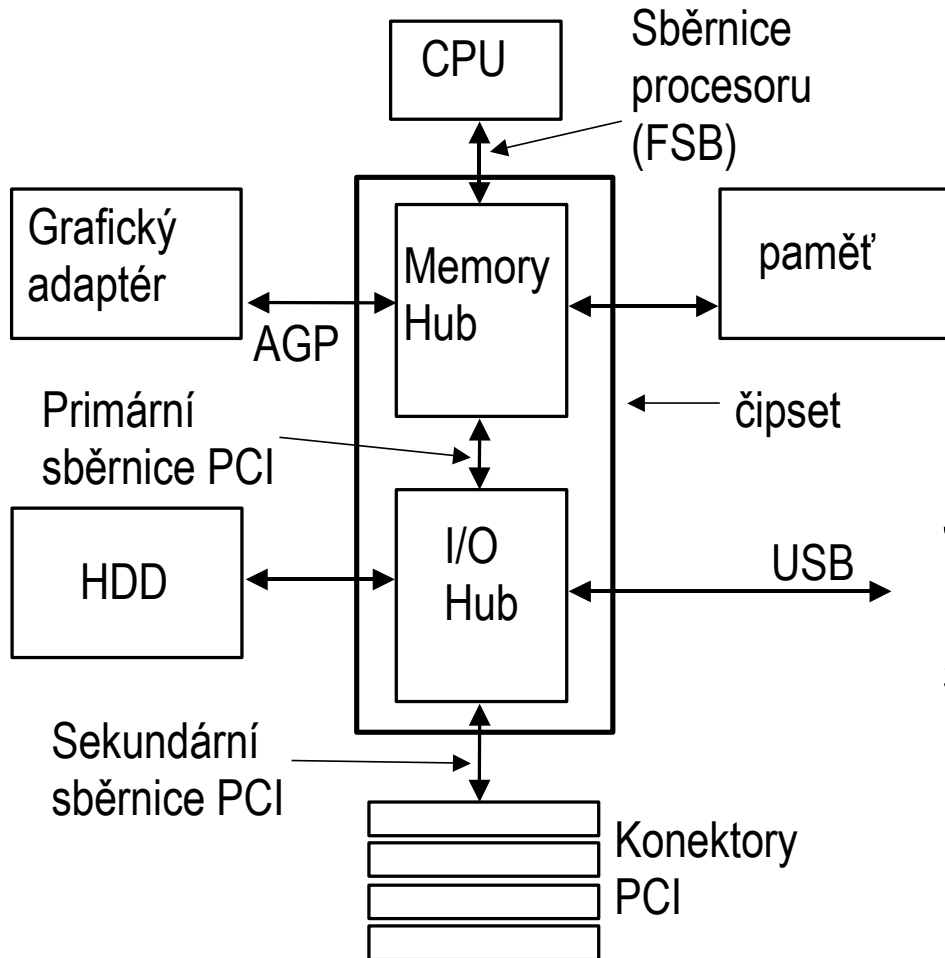 CPU
Sběrnice
procesoru
(FSB)
Grafický
adaptér
Memory
Hub
paměť
AGP
Primární
sběrnice PCI
čipset
HDD
I/O
Hub
USB
Sekundární
sběrnice PCI
Konektory
PCI